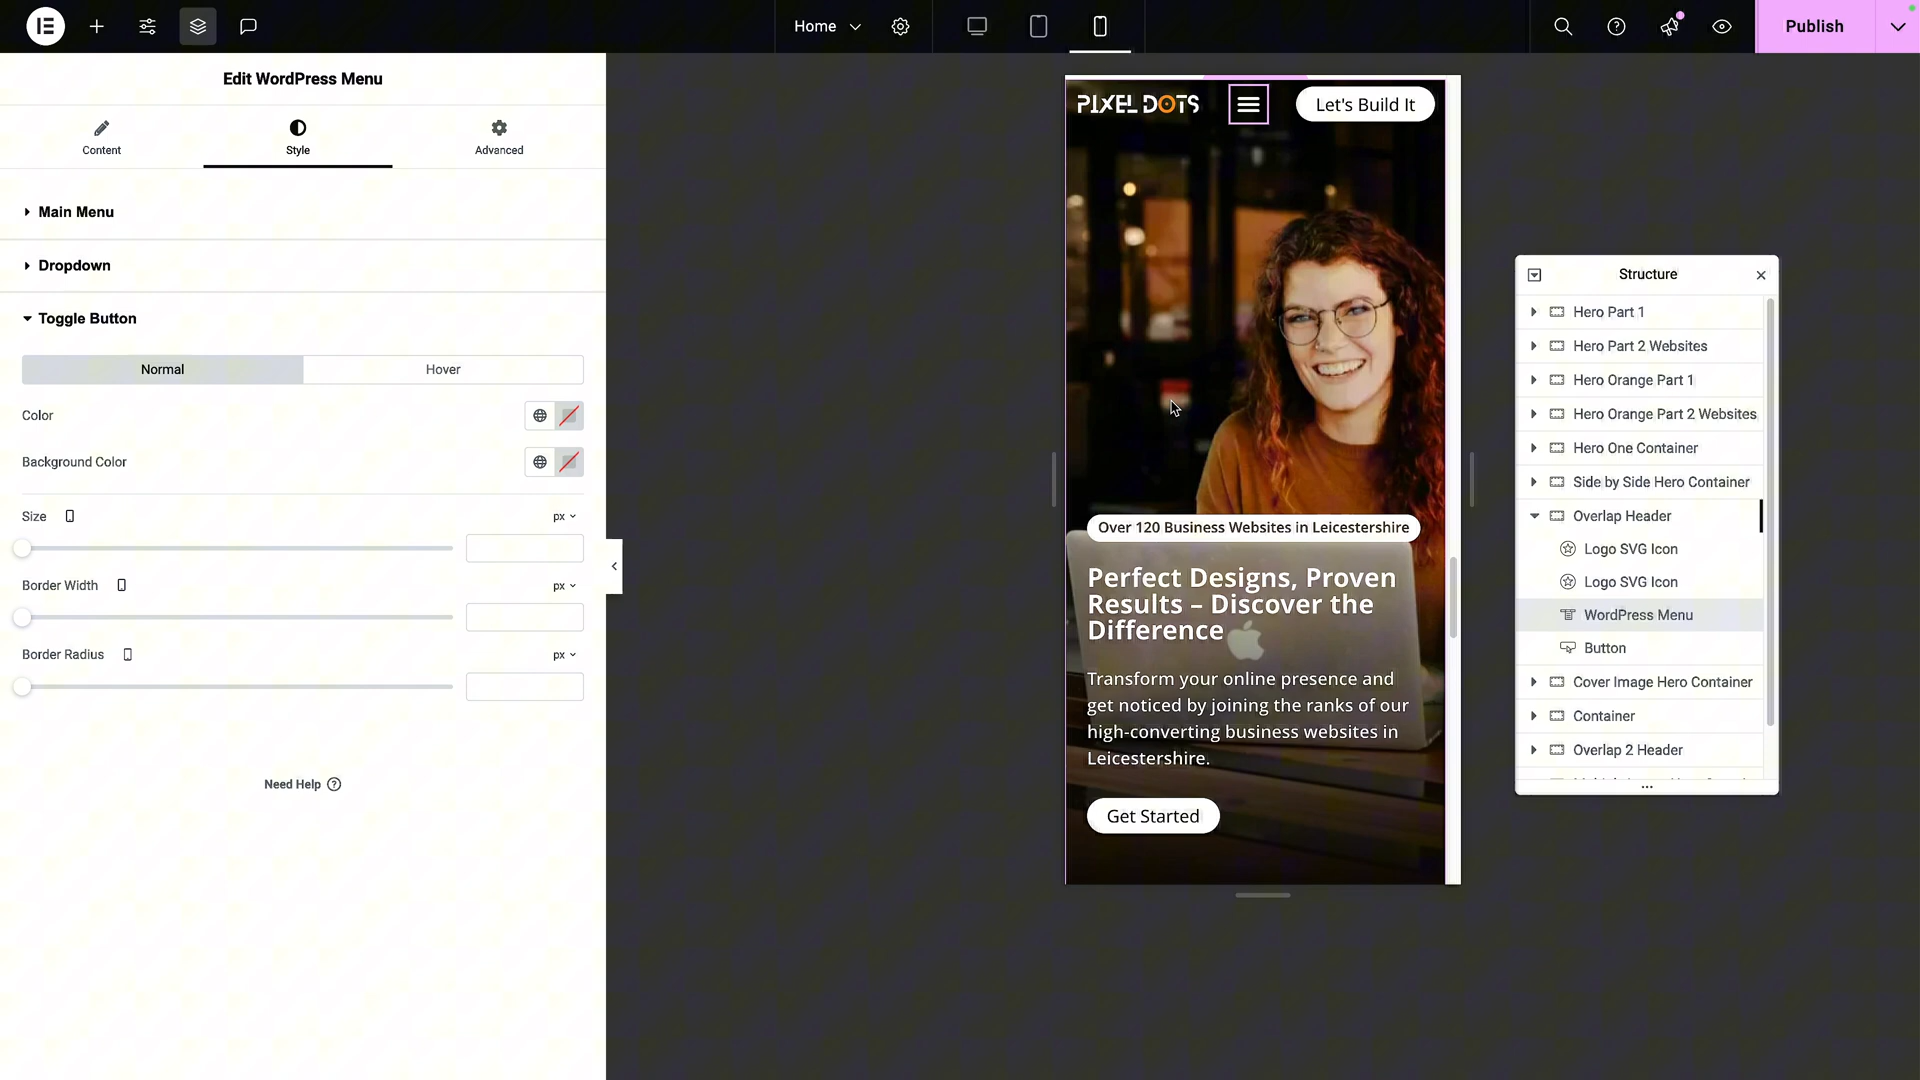 Home
Publish
Edit WordPress Menu
Content
Style
Advanced
Main Menu
Dropdown
Toggle Button
Normal
Hover
Color
Background Color
Size
px
Border Width
px
Border Radius
px
Need Help
PIXEL DOTS
Let's Build It
Over 120 Business Websites in Leicestershire
Perfect Designs, Proven
Results – Discover the
Difference
Transform your online presence and
get noticed by joining the ranks of our
high-converting business websites in
Leicestershire.
Get Started
Structure
Hero Part 1
Hero Part 2 Websites
Hero Orange Part 1
Hero Orange Part 2 Websites
Hero One Container
Side by Side Hero Container
Overlap Header
Logo SVG Icon
Logo SVG Icon
WordPress Menu
Button
Cover Image Hero Container
Container
Overlap 2 Header